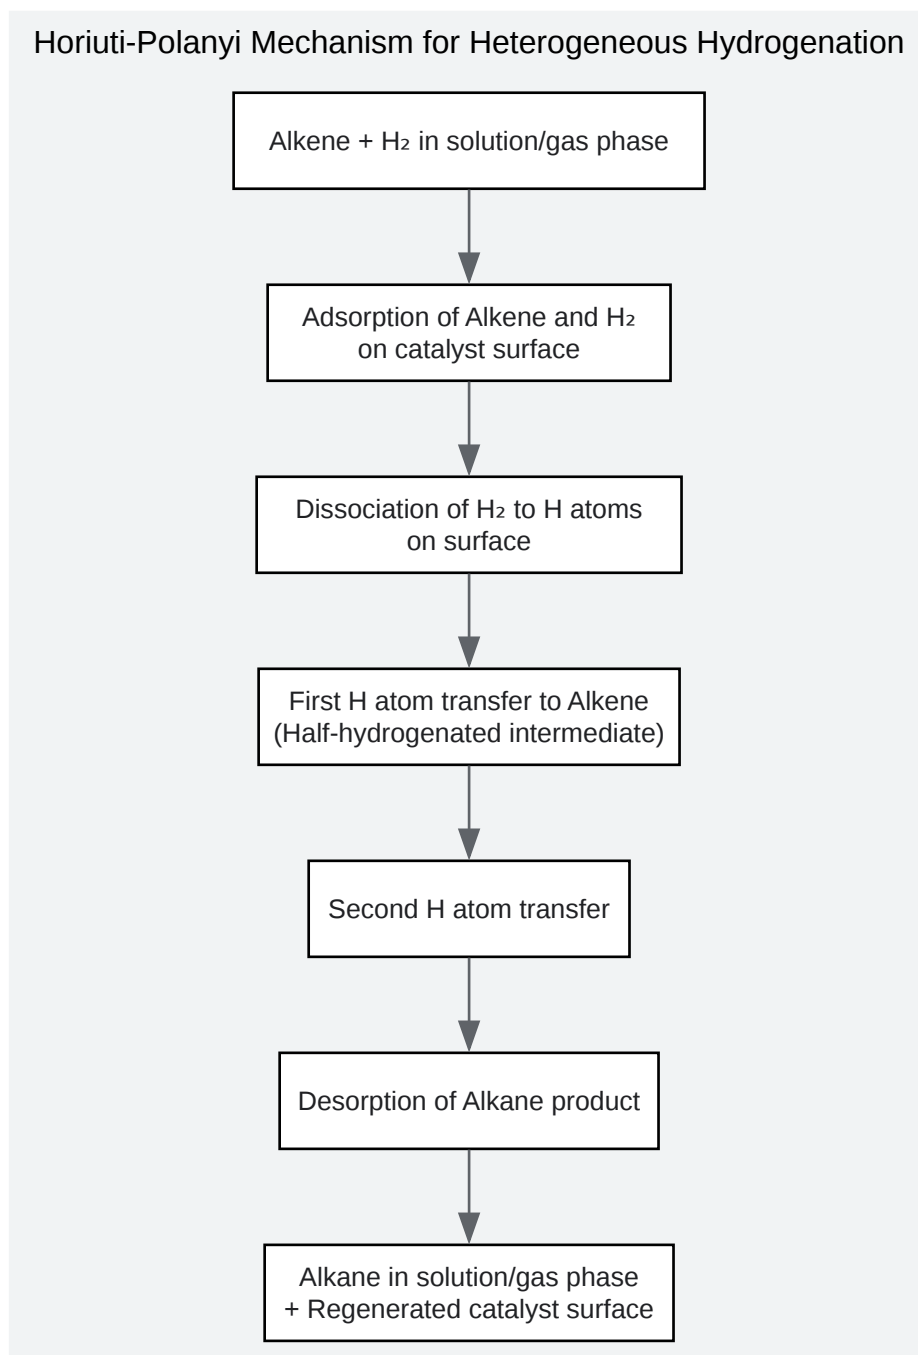 Horiuti-Polanyi Mechanism for Heterogeneous Hydrogenation
Alkene + H₂ in solution/gas phase
Adsorption of Alkene and H₂
on catalyst surface
Dissociation of H₂ to H atoms
on surface
First H atom transfer to Alkene
(Half-hydrogenated intermediate)
Second H atom transfer
Desorption of Alkane product
Alkane in solution/gas phase
+ Regenerated catalyst surface